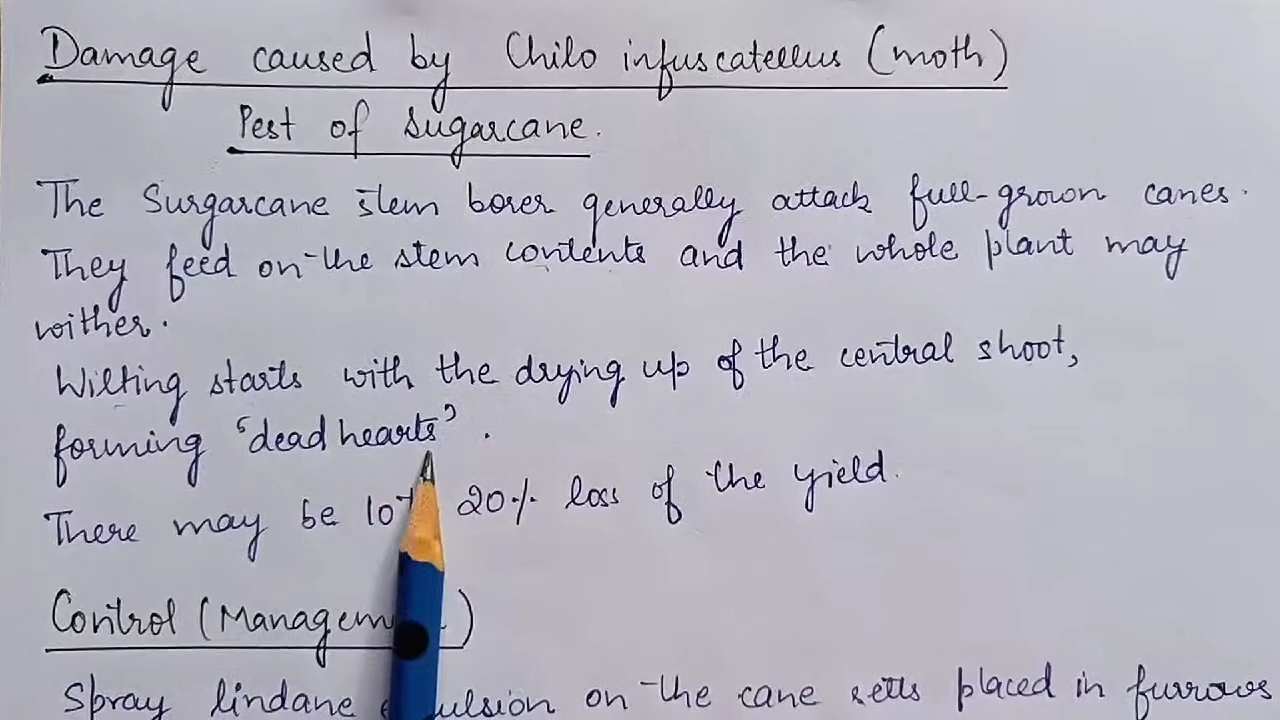 Damage caused by Chilo infuscatellus (moth)
Pest of sugarcane.
The Surgarcane stem borer generally attack full-grown canes.
They feed on the stem contents and the whole plant may
wither.
Wilting starts with the drying up of the central shoot,
forming 'dead hearts'.
There may be 10- 20% loss of the yield.
Control (Managem )
Spray lindane on the cane setts placed in furrows